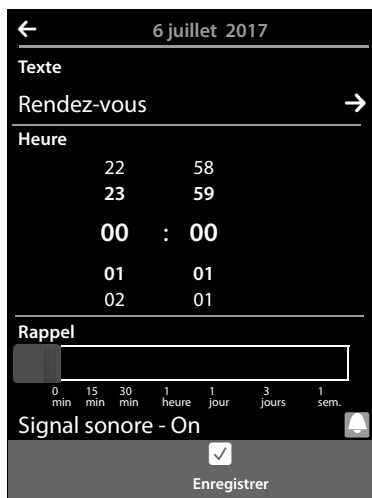 6 juillet 2017
Texte
Rendez-vous
Heure
22 58
23 59
00 : 00
01 01
02 01
Rappel
0 min 15 min 30 min 1 heure 1 jour 3 jours 1 sem.
Signal sonore - On
Enregistrer